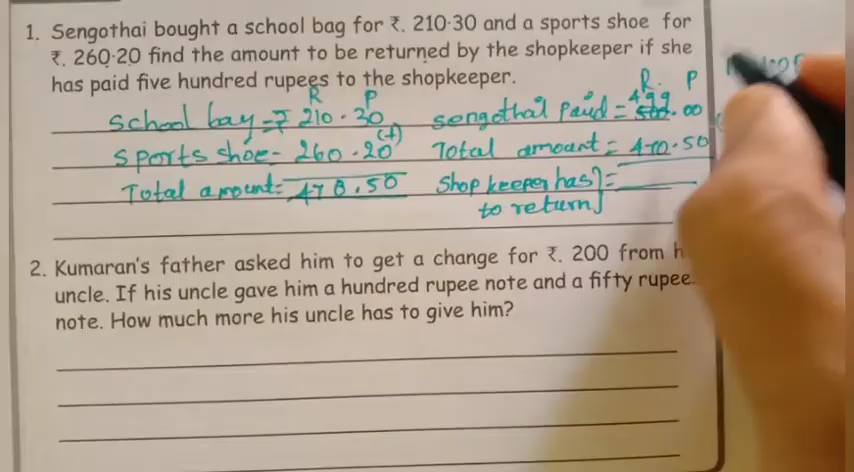 1. Sengothai bought a school bag for ₹. 210·30 and a sports shoe for
₹. 260·20 find the amount to be returned by the shopkeeper if she
has paid five hundred rupees to the shopkeeper.
R P
school bag = ₹ 210.30
sports shoe - 260.20 (+)
Total amount = 470.50
R. P
sengothai Paid = 499 500.00
Total amount = 470.50
Shop keeper has =
to return
2. Kumaran's father asked him to get a change for ₹. 200 from
uncle. If his uncle gave him a hundred rupee note and a fifty rupee
note. How much more his uncle has to give him?